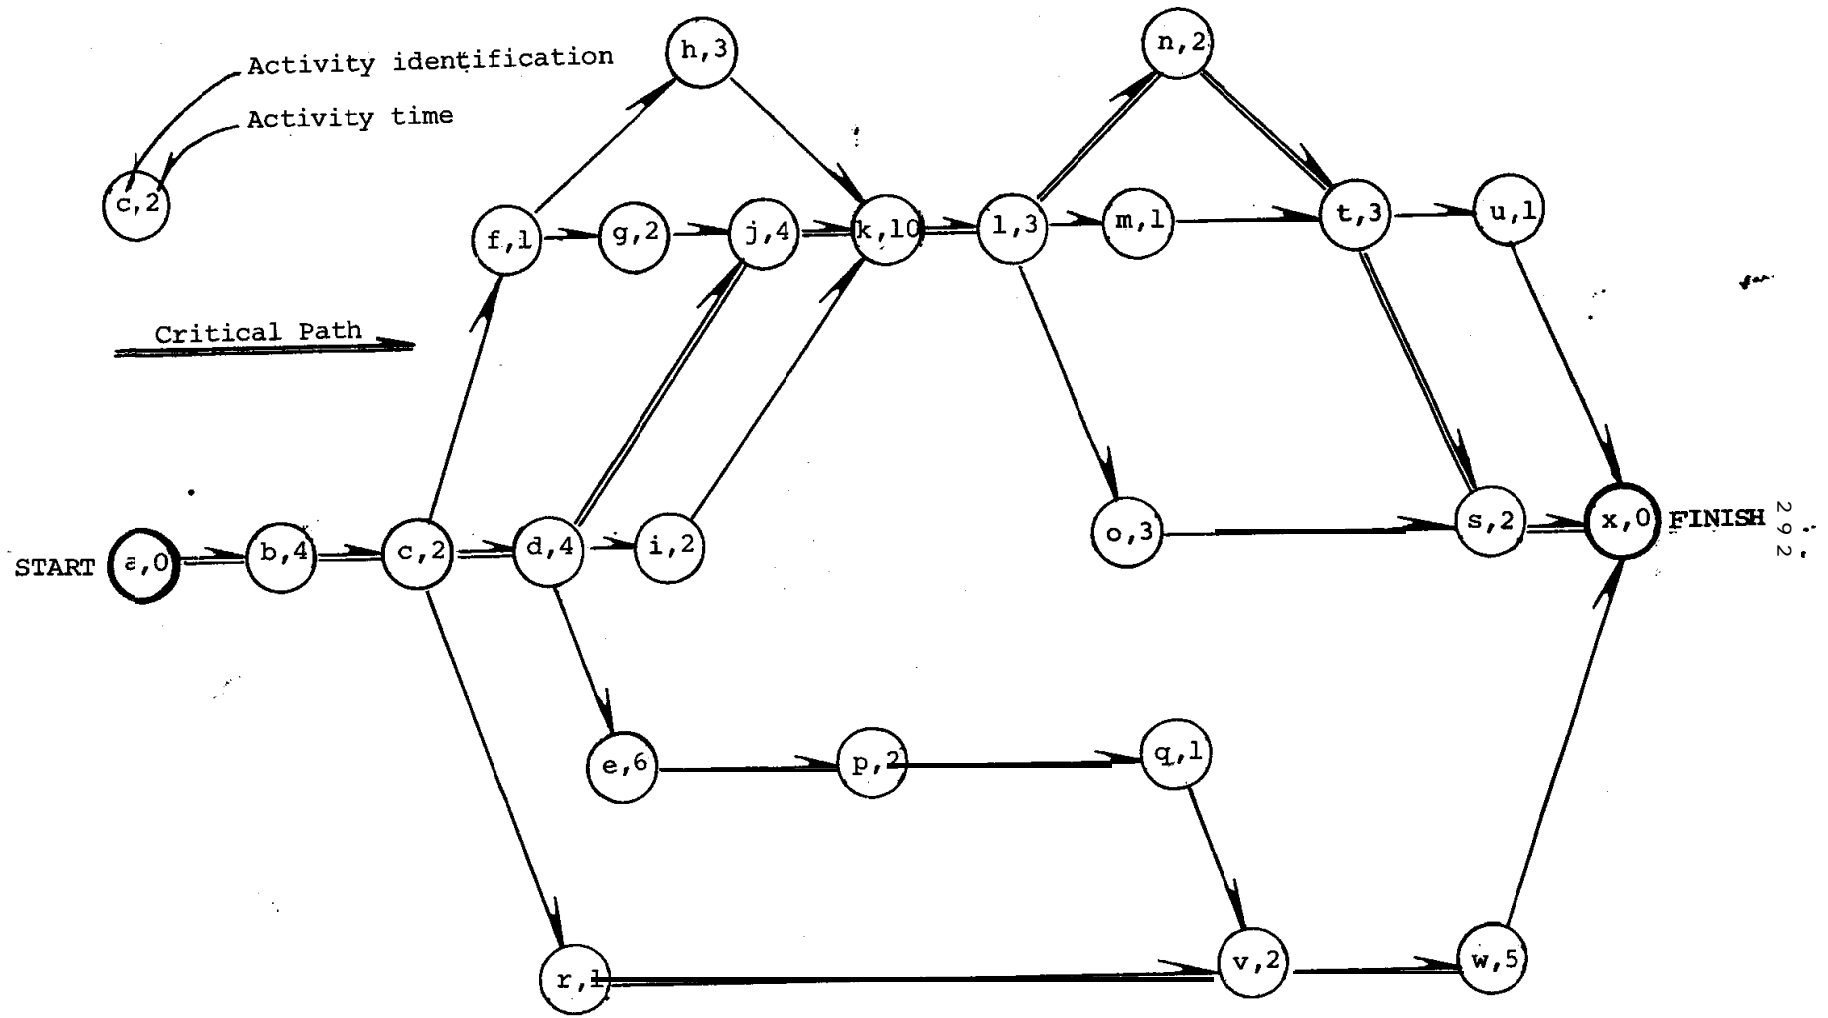 Activity identification
Activity time
c,2
Critical Path
h,3
n,2
f,1
g,2
j,4
k,10
l,3
m,1
t,3
u,1
START
a,0
b,4
c,2
d,4
i,2
o,3
s,2
x,0
FINISH
292
e,6
p,2
q,1
r,1
v,2
w,5